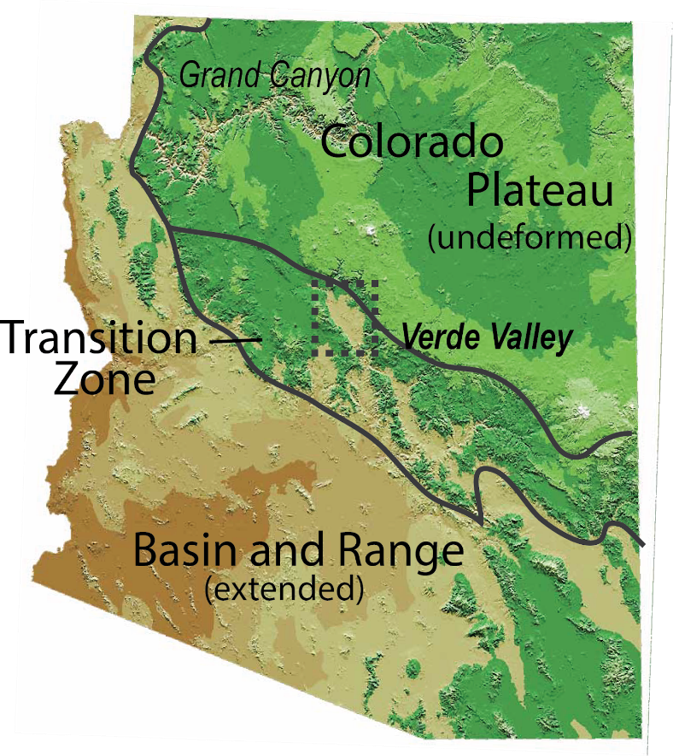 Grand Canyon
Colorado
Plateau
(undeformed)
Verde Valley
Transition
Zone
Basin and Range
(extended)